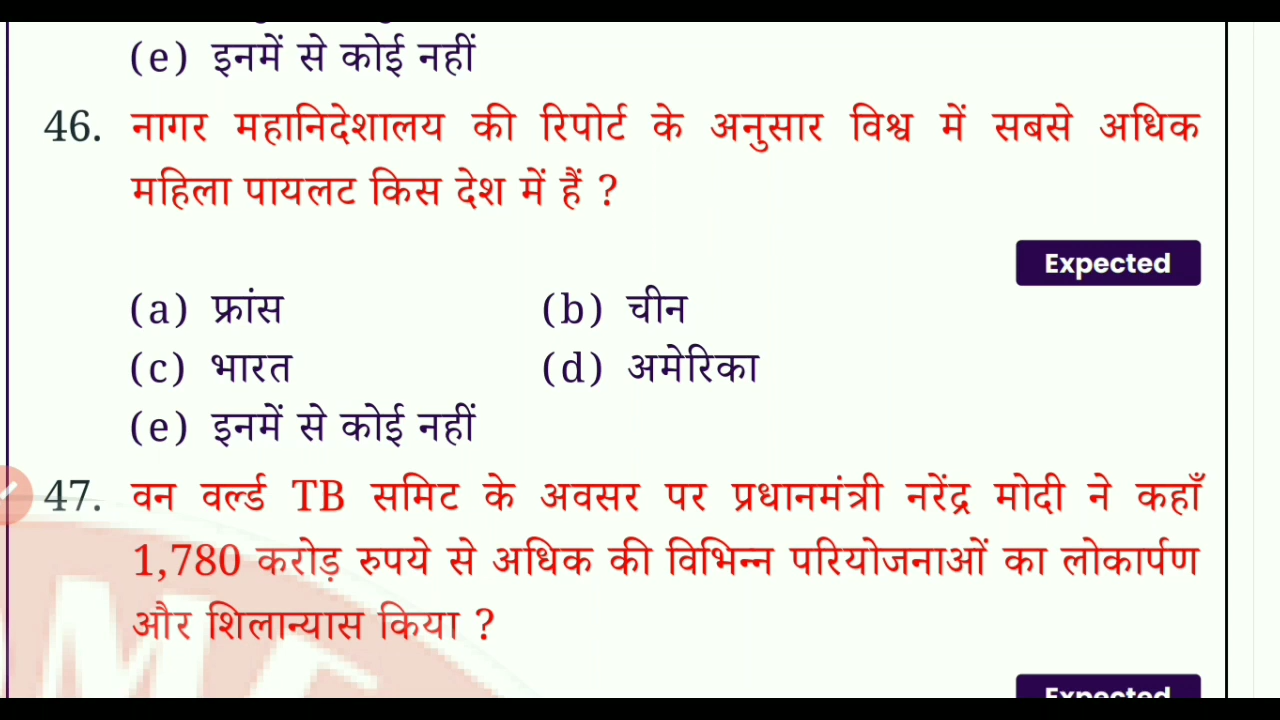 (e) इनमें से कोई नहीं
46. नागर महानिदेशालय की रिपोर्ट के अनुसार विश्व में सबसे अधिक
महिला पायलट किस देश में हैं ?
Expected
(a) फ्रांस (b) चीन
(c) भारत (d) अमेरिका
(e) इनमें से कोई नहीं
47. वन वर्ल्ड TB समिट के अवसर पर प्रधानमंत्री नरेंद्र मोदी ने कहाँ
1,780 करोड़ रुपये से अधिक की विभिन्न परियोजनाओं का लोकार्पण
और शिलान्यास किया ?
Expected